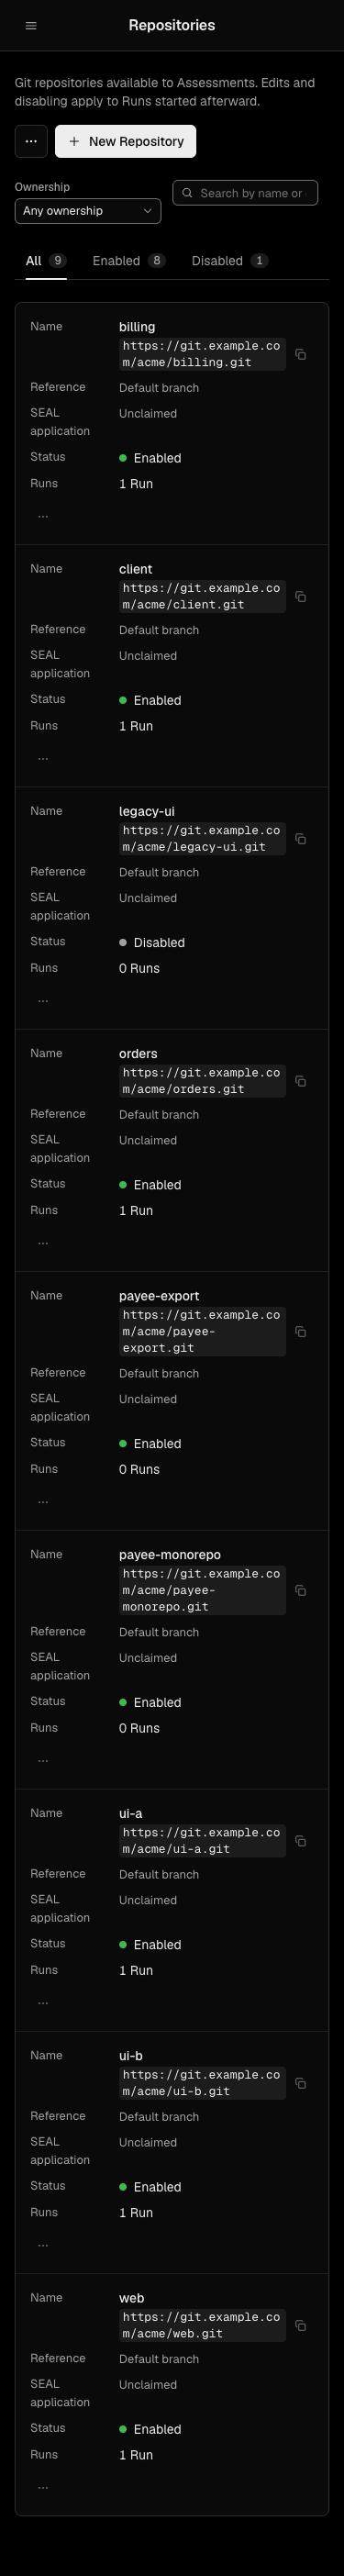 Repositories
Git repositories available to Assessments. Edits and
disabling apply to Runs started afterward.
New Repository
Ownership
Any ownership
Search by name or
All 9 Enabled 8 Disabled 1
Name billing
https://git.example.co
m/acme/billing.git
Reference Default branch
SEAL Unclaimed
application
Status Enabled
Runs 1 Run
...
Name client
https://git.example.co
m/acme/client.git
Reference Default branch
SEAL Unclaimed
application
Status Enabled
Runs 1 Run
...
Name legacy-ui
https://git.example.co
m/acme/legacy-ui.git
Reference Default branch
SEAL Unclaimed
application
Status Disabled
Runs 0 Runs
...
Name orders
https://git.example.co
m/acme/orders.git
Reference Default branch
SEAL Unclaimed
application
Status Enabled
Runs 1 Run
...
Name payee-export
https://git.example.co
m/acme/payee-
export.git
Reference Default branch
SEAL Unclaimed
application
Status Enabled
Runs 0 Runs
...
Name payee-monorepo
https://git.example.co
m/acme/payee-
monorepo.git
Reference Default branch
SEAL Unclaimed
application
Status Enabled
Runs 0 Runs
...
Name ui-a
https://git.example.co
m/acme/ui-a.git
Reference Default branch
SEAL Unclaimed
application
Status Enabled
Runs 1 Run
...
Name ui-b
https://git.example.co
m/acme/ui-b.git
Reference Default branch
SEAL Unclaimed
application
Status Enabled
Runs 1 Run
...
Name web
https://git.example.co
m/acme/web.git
Reference Default branch
SEAL Unclaimed
application
Status Enabled
Runs 1 Run
...